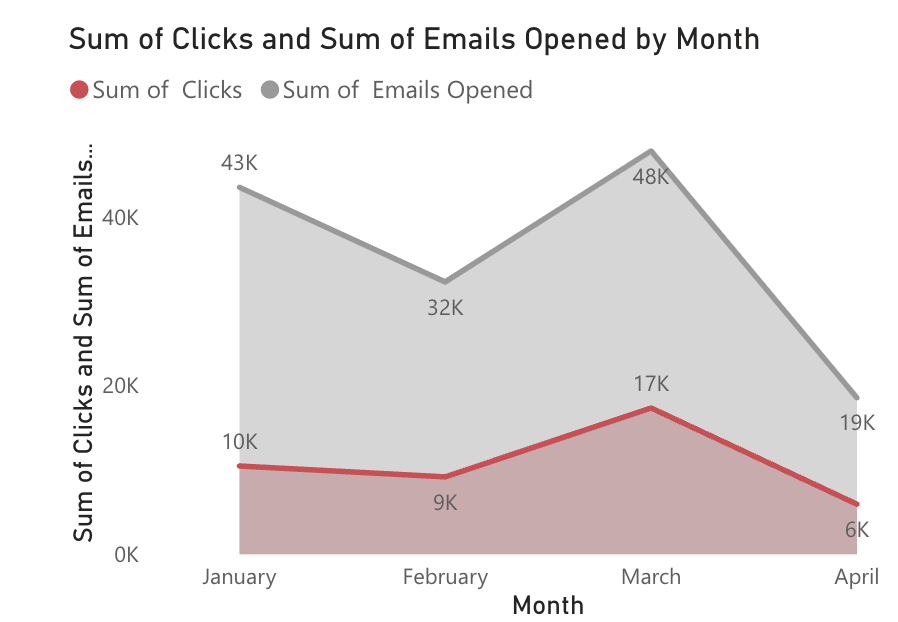 Sum of Clicks and Sum of Emails Opened by Month
Sum of Clicks Sum of Emails Opened
Sum of Clicks and Sum of Emails...
43K
48K
40K
32K
20K
17K
19K
10K
9K
6K
0K
January February March April
Month